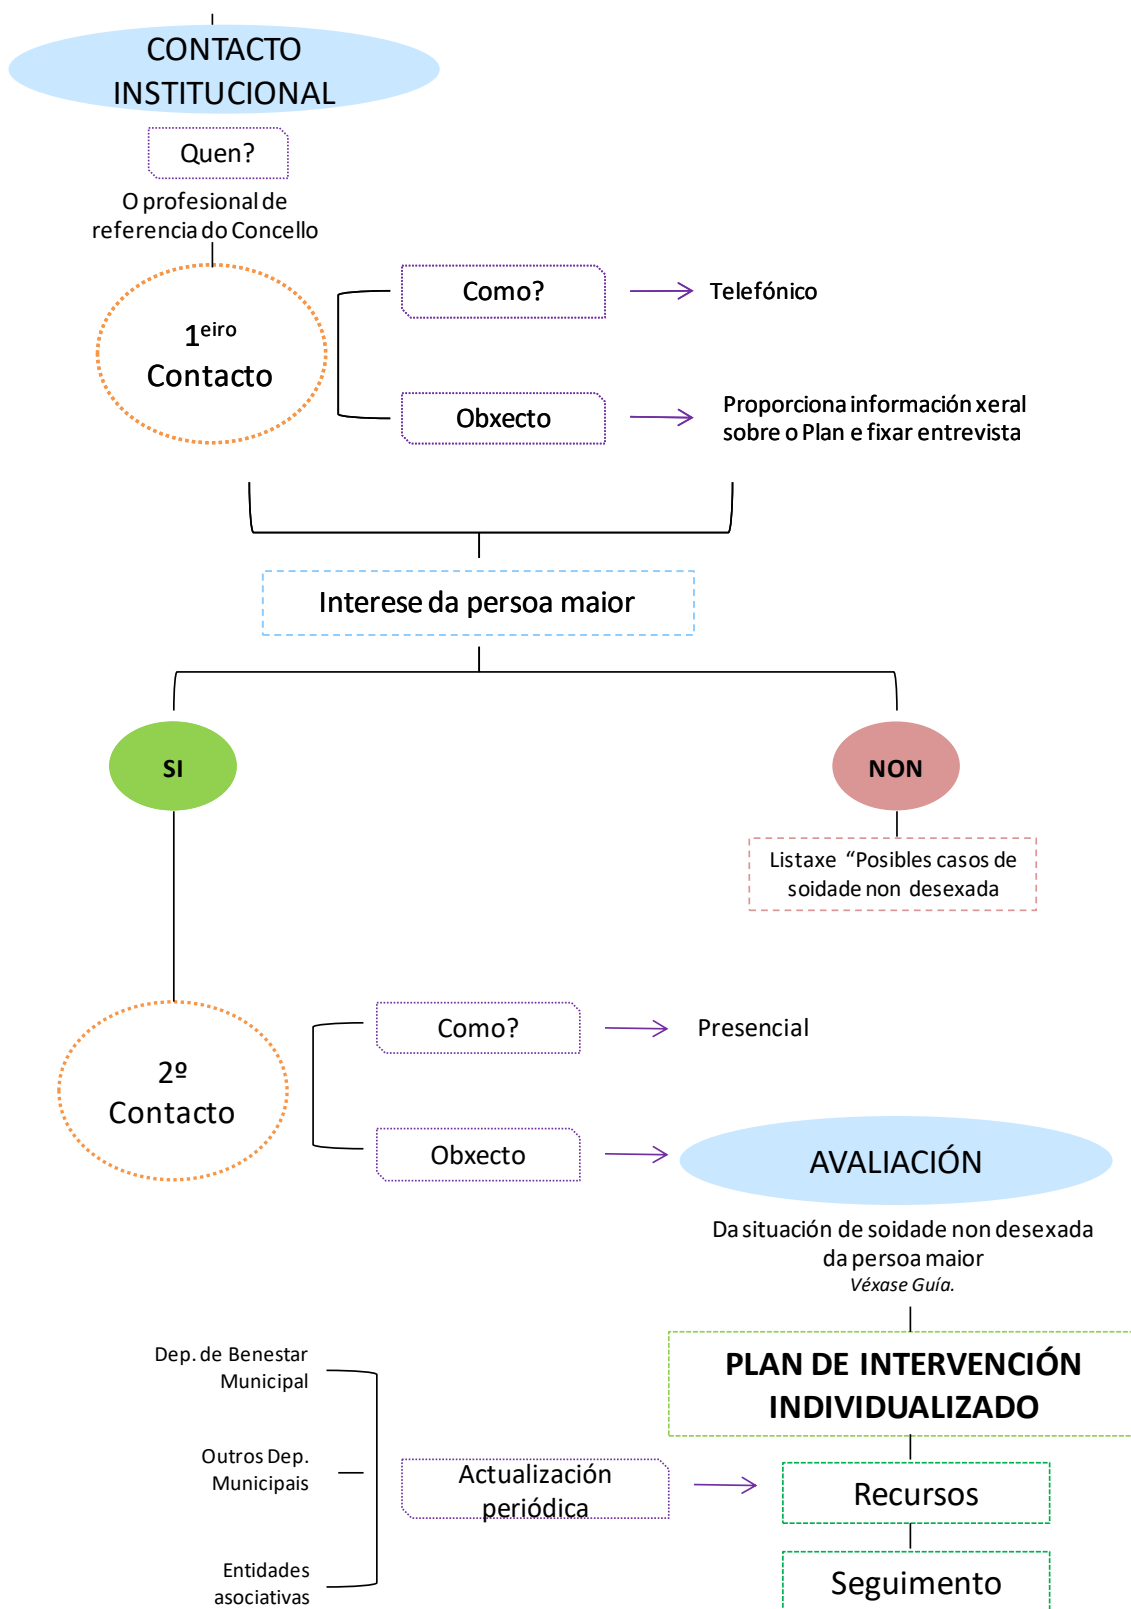 CONTACTO
INSTITUCIONAL
Quen?
O profesional de
referencia do Concello
1eiro
Contacto
Como?
Telefónico
Obxecto
Proporciona información xeral
sobre o Plan e fixar entrevista
Interese da persoa maior
SI
NON
Listaxe “Posibles casos de
soidade non desexada
2º
Contacto
Como?
Presencial
Obxecto
AVALIACIÓN
Da situación de soidade non desexada
da persoa maior
Véxase Guía.
PLAN DE INTERVENCIÓN
INDIVIDUALIZADO
Dep. de Benestar
Municipal
Outros Dep.
Municipais
Entidades
asociativas
Actualización
periódica
Recursos
Seguimento